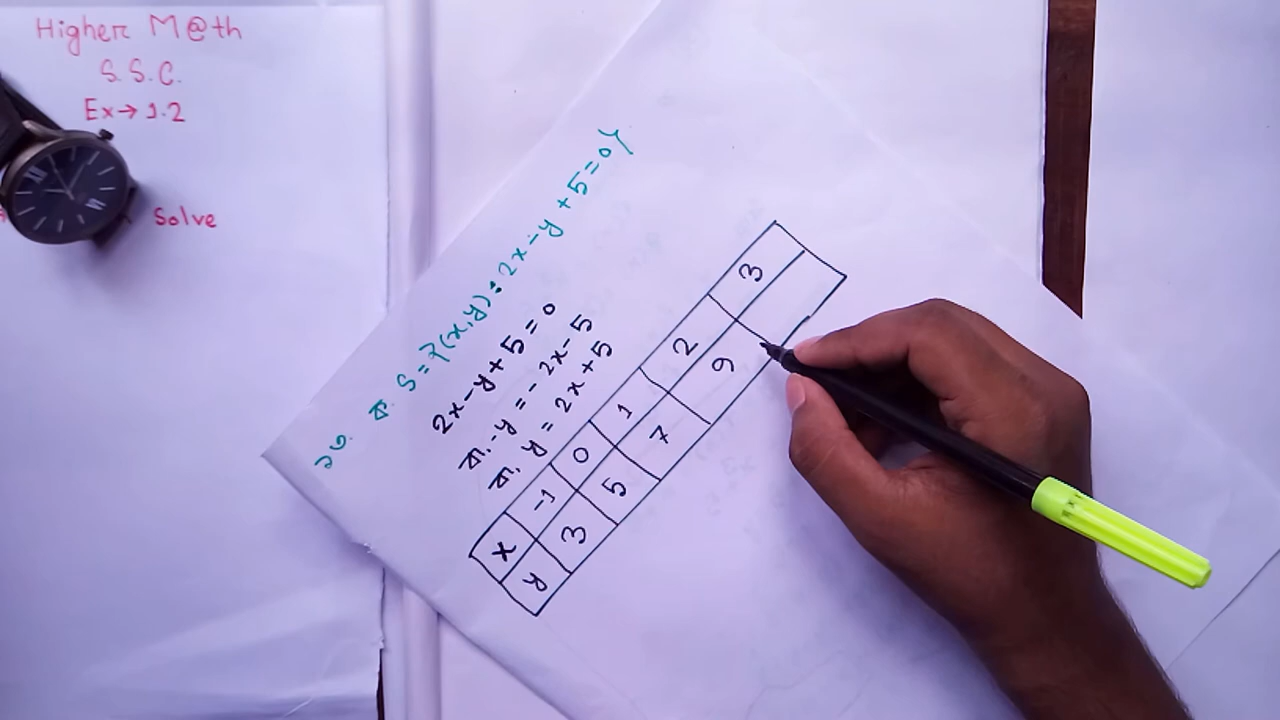 Higher M@th
S.S.C.
Ex→1.2
Solve
১৩. ক. S = {(x,y): 2x-y+5=0}
2x-y+5=0
বা, -y = -2x-5
বা, y = 2x+5
x -1 0 1 2 3
y 3 5 7 9